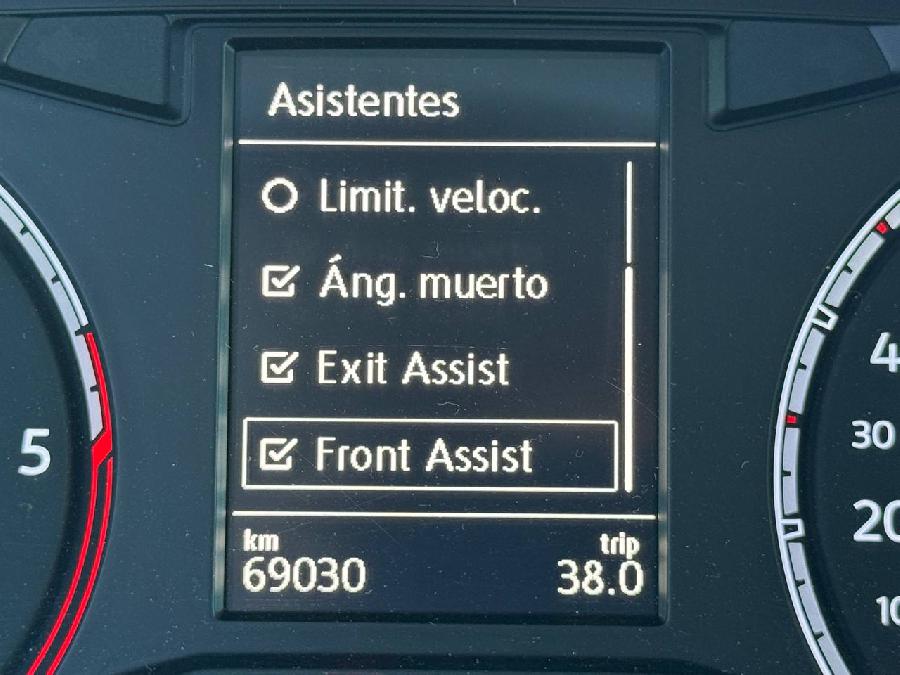 Asistentes
Limit. veloc.
Áng. muerto
Exit Assist
Front Assist
km
trip
69030
38.0
5
4
30
20
10